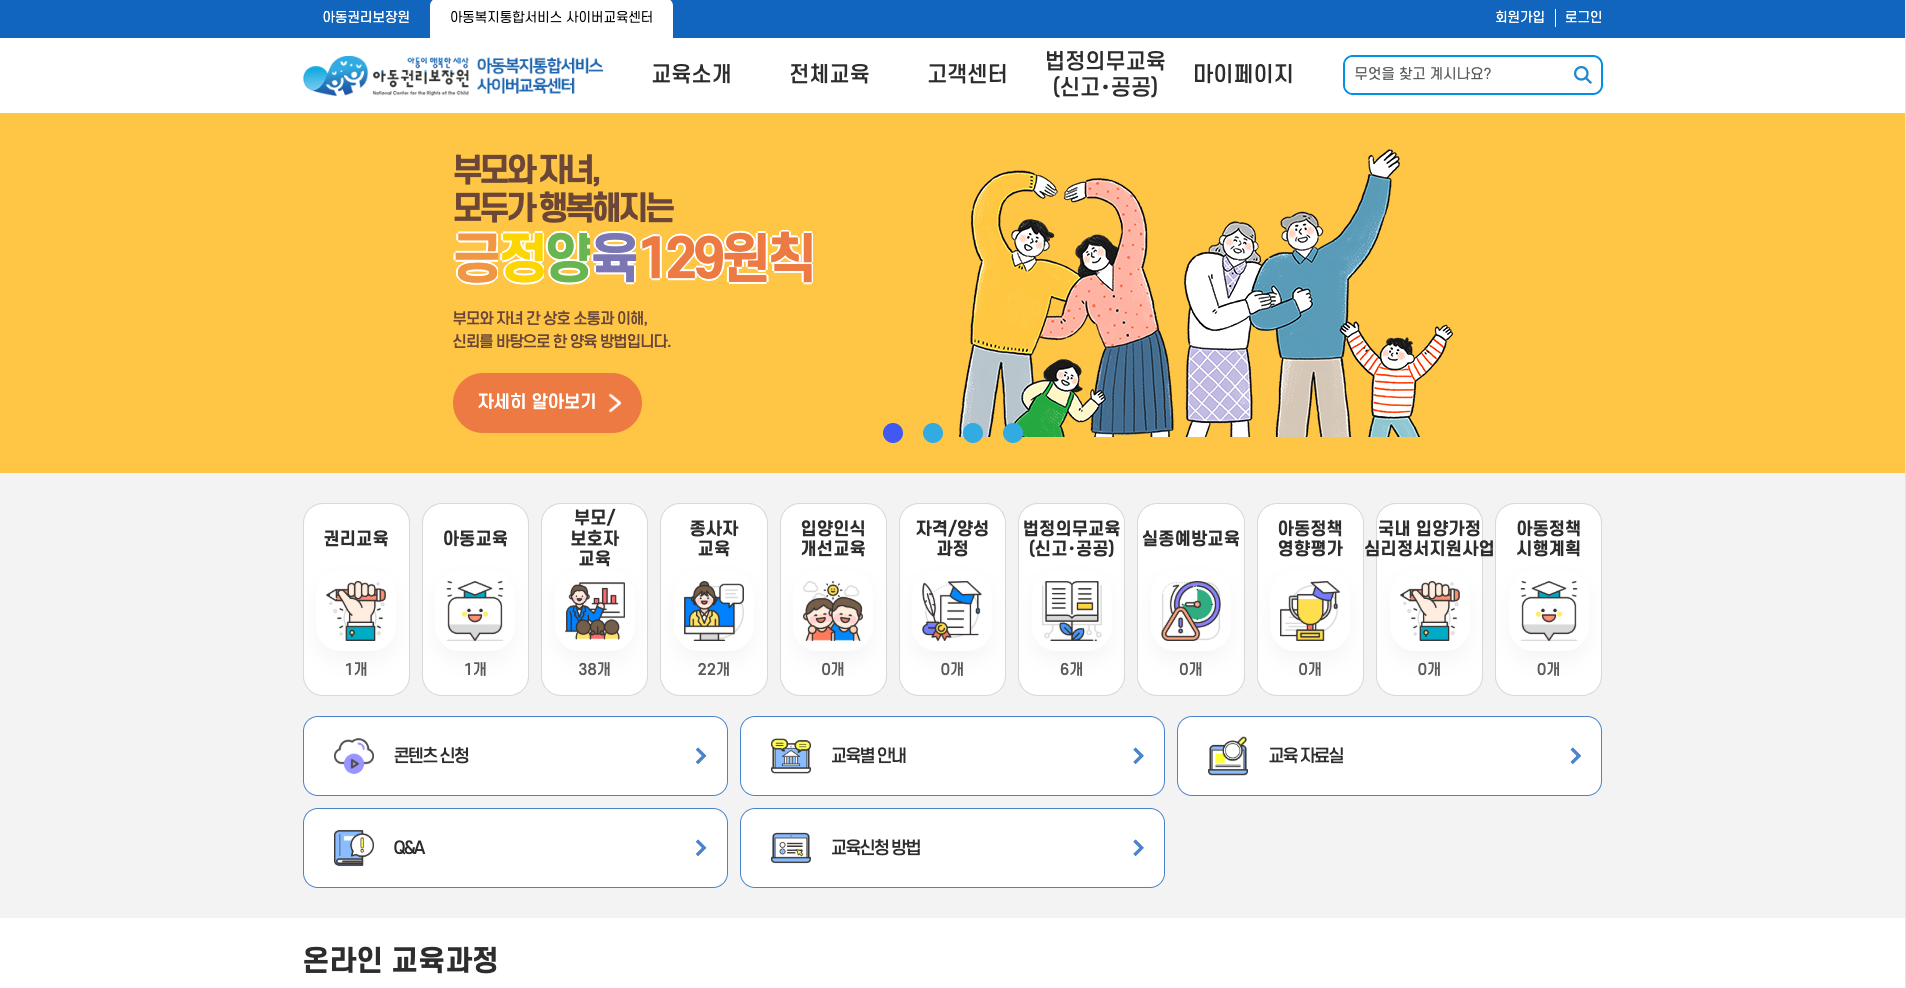 아동권리보장원
아동복지통합서비스 사이버교육센터
회원가입
로그인
아동이 행복한 세상
아동권리보장원
National Center for the Rights of the Child
아동복지통합서비스
사이버교육센터
교육소개
전체교육
고객센터
법정의무교육
(신고·공공)
마이페이지
무엇을 찾고 계시나요?
부모와 자녀,
모두가 행복해지는
긍정양육129원칙
부모와 자녀 간 상호 소통과 이해,
신뢰를 바탕으로 한 양육 방법입니다.
자세히 알아보기
권리교육
1개
아동교육
1개
부모/
보호자
교육
38개
종사자
교육
22개
입양인식
개선교육
0개
자격/양성
과정
0개
법정의무교육
(신고·공공)
6개
실종예방교육
0개
아동정책
영향평가
0개
국내 입양가정
심리정서지원사업
0개
아동정책
시행계획
0개
콘텐츠 신청
교육별 안내
교육 자료실
Q&A
교육신청 방법
온라인 교육과정